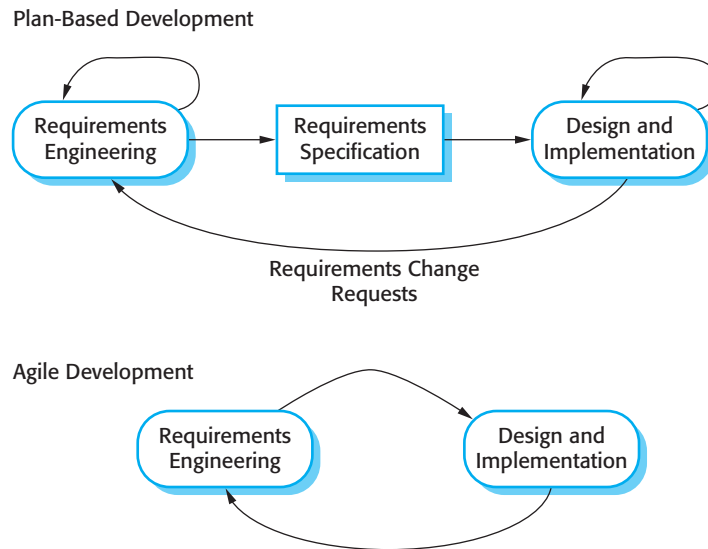 Plan-Based Development
Requirements
Engineering
Requirements
Specification
Design and
Implementation
Requirements Change
Requests
Agile Development
Requirements
Engineering
Design and
Implementation